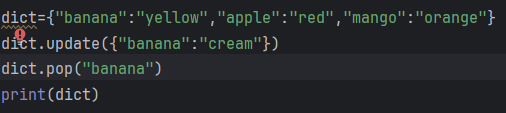 dict={"banana":"yellow","apple":"red","mango":"orange"}
dict.update({"banana":"cream"})
dict.pop("banana")
print(dict)